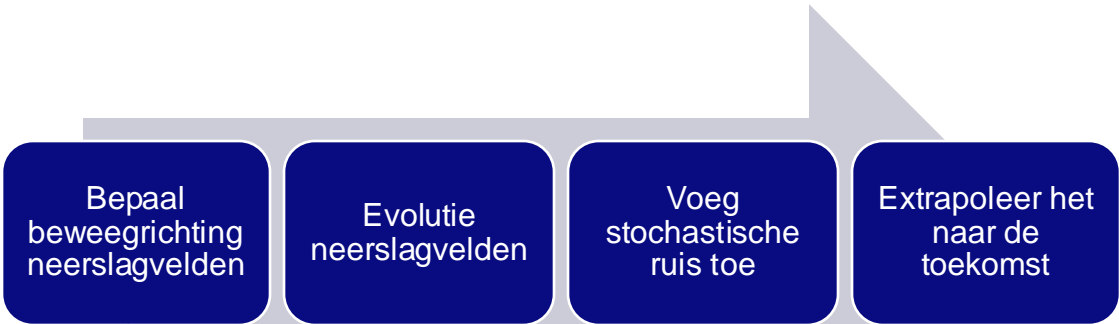 Bepaal
beweegrichting
neerslagvelden
Evolutie
neerslagvelden
Voeg
stochastische
ruis toe
Extrapoleer het
naar de
toekomst